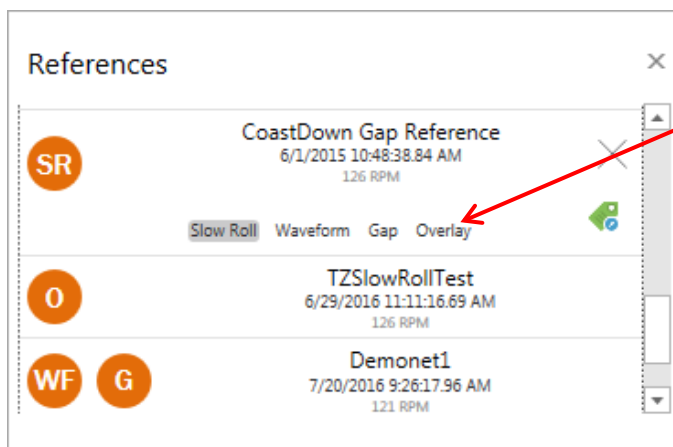 References
SR
CoastDown Gap Reference
6/1/2015 10:48:38.84 AM
126 RPM
Slow Roll Waveform Gap Overlay
O
TZSlowRollTest
6/29/2016 11:11:16.69 AM
126 RPM
WF G
Demonet1
7/20/2016 9:26:17.96 AM
121 RPM